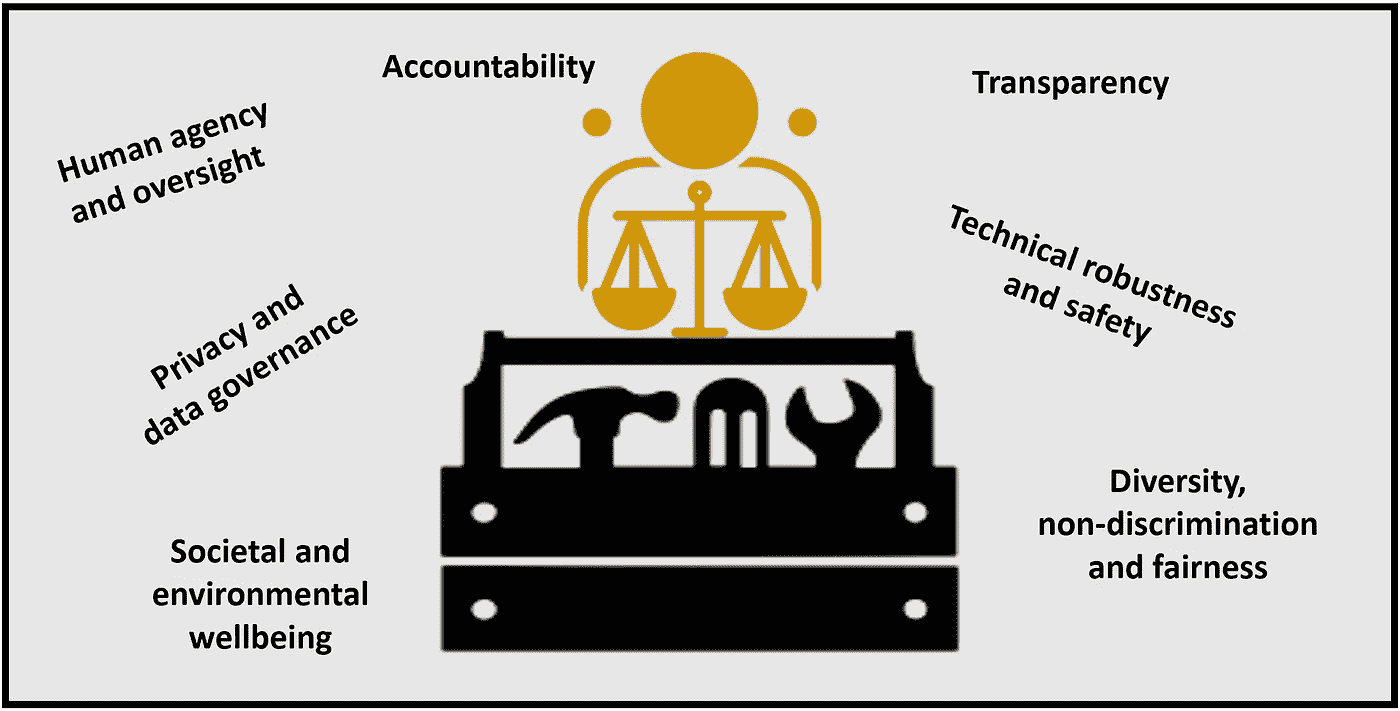 Accountability
Transparency
Human agency
and oversight
Technical robustness
and safety
Privacy and
data governance
Diversity,
non-discrimination
and fairness
Societal and
environmental
wellbeing